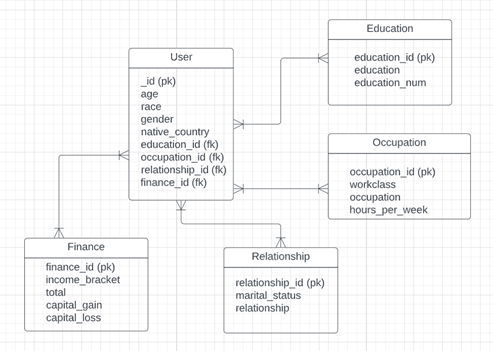 User
_id (pk)
age
race
gender
native_country
education_id (fk)
occupation_id (fk)
relationship_id (fk)
finance_id (fk)
Education
education_id (pk)
education
education_num
Occupation
occupation_id (pk)
workclass
occupation
hours_per_week
Finance
finance_id (pk)
income_bracket
total
capital_gain
capital_loss
Relationship
relationship_id (pk)
marital_status
relationship